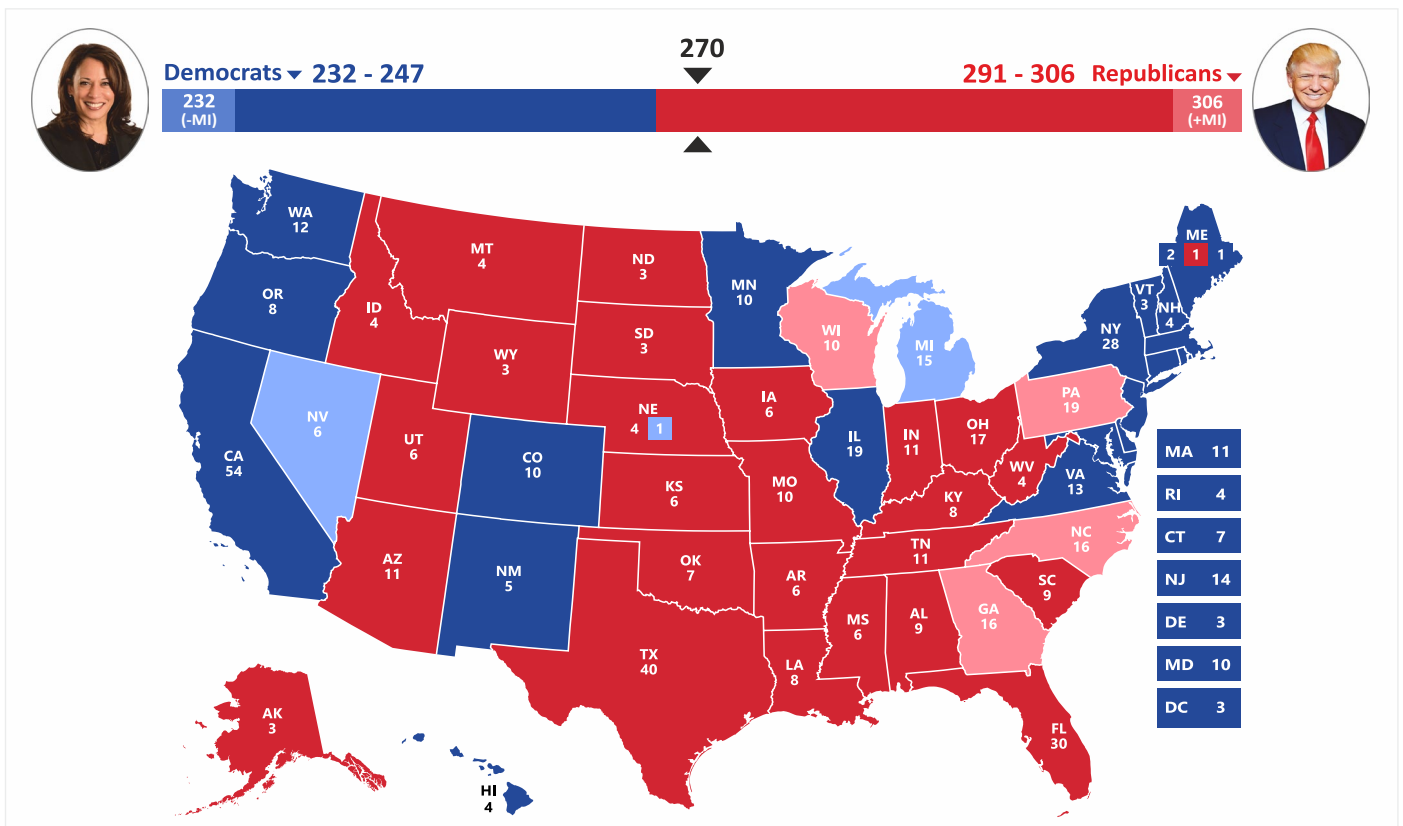 270
Democrats 232 - 247
291 - 306 Republicans
232
(-MI)
306
(+MI)
WA
12
OR
8
CA
54
NV
6
ID
4
MT
4
WY
3
UT
6
AZ
11
CO
10
NM
5
ND
3
SD
3
NE
4 1
KS
6
OK
7
TX
40
MN
10
IA
6
MO
10
AR
6
LA
8
WI
10
IL
19
MI
15
IN
11
OH
17
KY
8
TN
11
MS
6
AL
9
GA
16
FL
30
SC
9
NC
16
VA
13
WV
4
PA
19
NY
28
VT
3
NH
4
ME
2 1 1
MA 11
RI 4
CT 7
NJ 14
DE 3
MD 10
DC 3
AK
3
HI
4